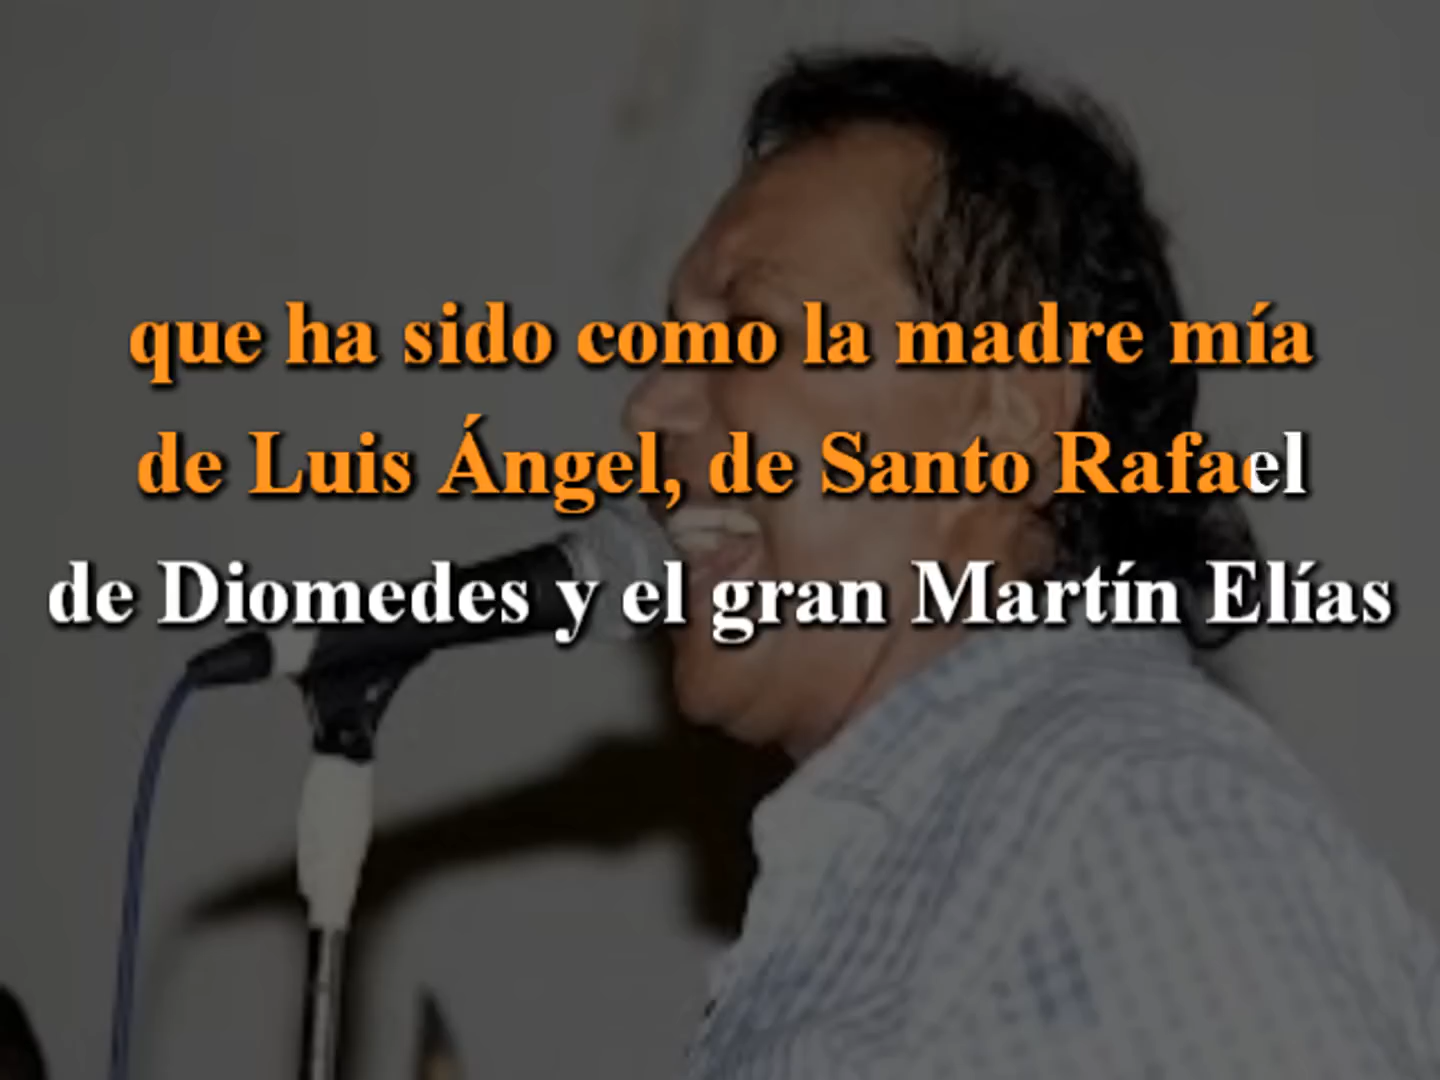 que ha sido como la madre mía
de Luis Ángel, de Santo Rafael
de Diomedes y el gran Martín Elías